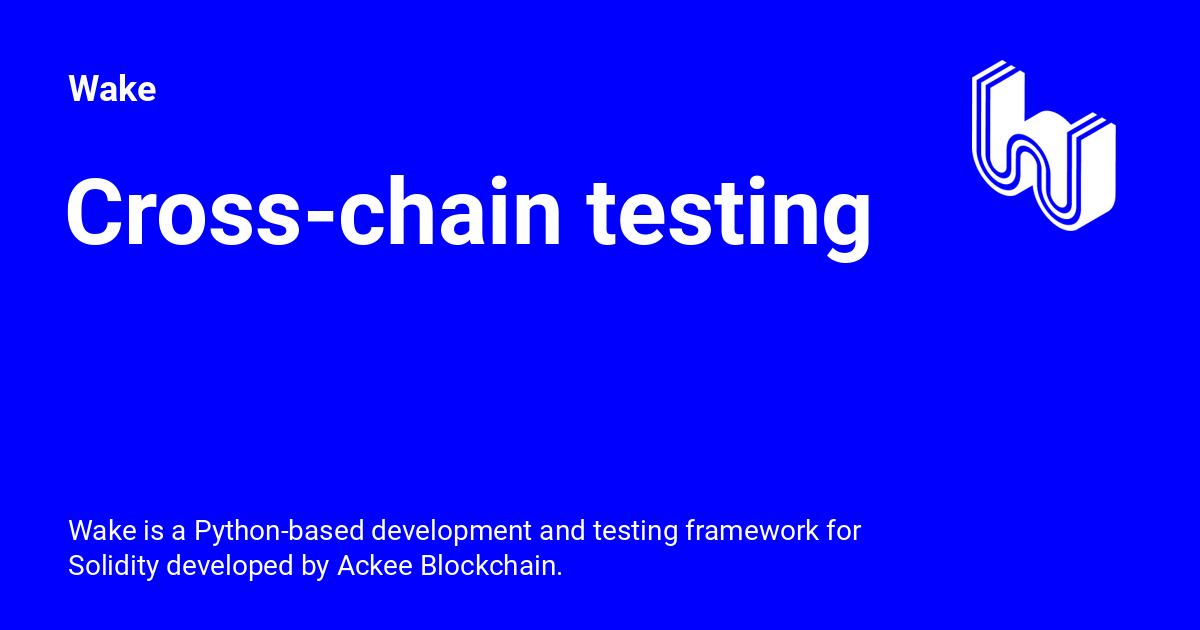 Wake
Cross-chain testing
Wake is a Python-based development and testing framework for
Solidity developed by Ackee Blockchain.